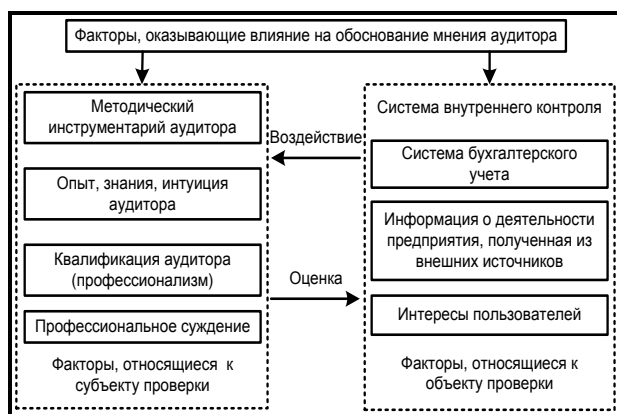 Факторы, оказывающие влияние на обоснование мнения аудитора
Методический
инструментарий аудитора
Опыт, знания, интуиция
аудитора
Квалификация аудитора
(профессионализм)
Профессиональное суждение
Факторы, относящиеся к
субъекту проверки
Воздействие
Оценка
Система внутреннего контроля
Система бухгалтерского
учета
Информация о деятельности
предприятия, полученная из
внешних источников
Интересы пользователей
Факторы, относящиеся к
объекту проверки